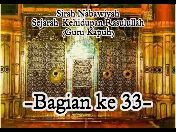 Sirah Nabawiyah
Sejarah Kehidupan Rasulullah
(Guru Kapuh)
-Bagian ke 33-